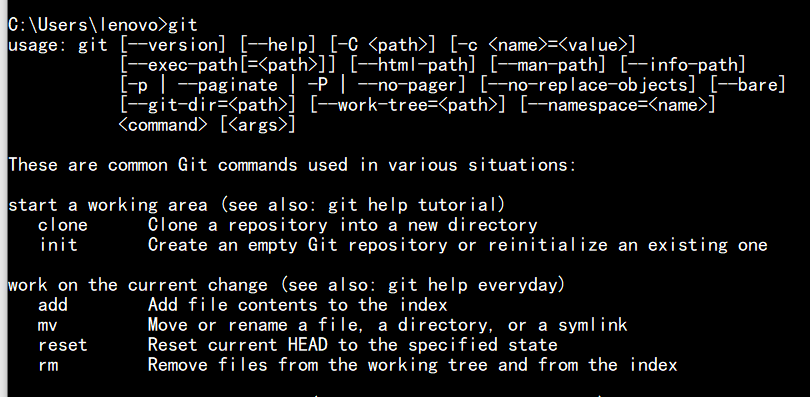 C:\Users\lenovo>git
usage: git [--version] [--help] [-C <path>] [-c <name>=<value>]
           [--exec-path[=<path>]] [--html-path] [--man-path] [--info-path]
           [-p | --paginate | -P | --no-pager] [--no-replace-objects] [--bare]
           [--git-dir=<path>] [--work-tree=<path>] [--namespace=<name>]
           <command> [<args>]

These are common Git commands used in various situations:

start a working area (see also: git help tutorial)
   clone      Clone a repository into a new directory
   init       Create an empty Git repository or reinitialize an existing one

work on the current change (see also: git help everyday)
   add        Add file contents to the index
   mv         Move or rename a file, a directory, or a symlink
   reset      Reset current HEAD to the specified state
   rm         Remove files from the working tree and from the index